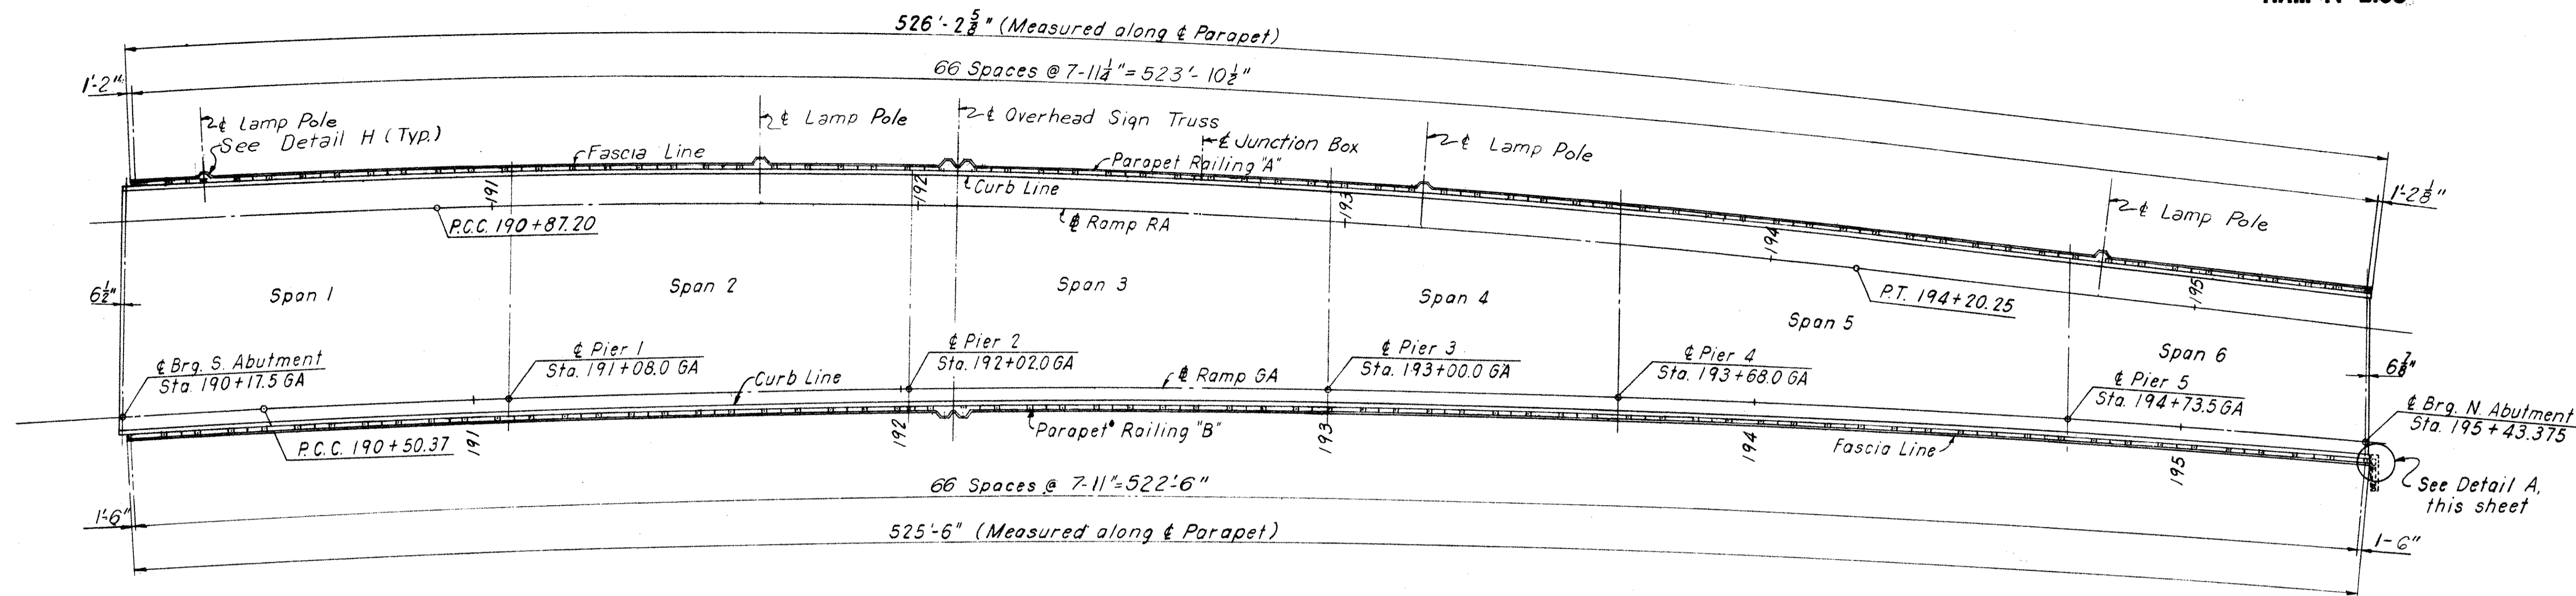 526'-2 5/8" (Measured along ℄ Parapet)
66 Spaces @ 7-11 1/4" = 523'-10 1/2"
1'-2"
℄ Lamp Pole
See Detail H (Typ.)
℄ Lamp Pole
℄ Overhead Sign Truss
℄ Junction Box
℄ Lamp Pole
Fascia Line
Parapet Railing "A"
Curb Line
191
192
193
194
195
1'-2 1/8"
℄ Lamp Pole
P.C.C. 190+87.20
Ramp RA
P.T. 194+20.25
6 1/2"
Span 1
Span 2
Span 3
Span 4
Span 5
Span 6
6 7/8"
℄ Brg. S. Abutment
Sta. 190+17.5 GA
℄ Pier 1
Sta. 191+08.0 GA
℄ Pier 2
Sta. 192+02.0 GA
℄ Pier 3
Sta. 193+00.0 GA
℄ Pier 4
Sta. 193+68.0 GA
℄ Pier 5
Sta. 194+73.5 GA
℄ Brg. N. Abutment
Sta. 195+43.375
Curb Line
Ramp GA
P.C.C. 190+50.37
191
192
Parapet Railing "B"
193
194
Fascia Line
195
See Detail A,
this sheet
66 Spaces @ 7-11"=522'-6"
1'-6"
525'-6" (Measured along ℄ Parapet)
1-6"